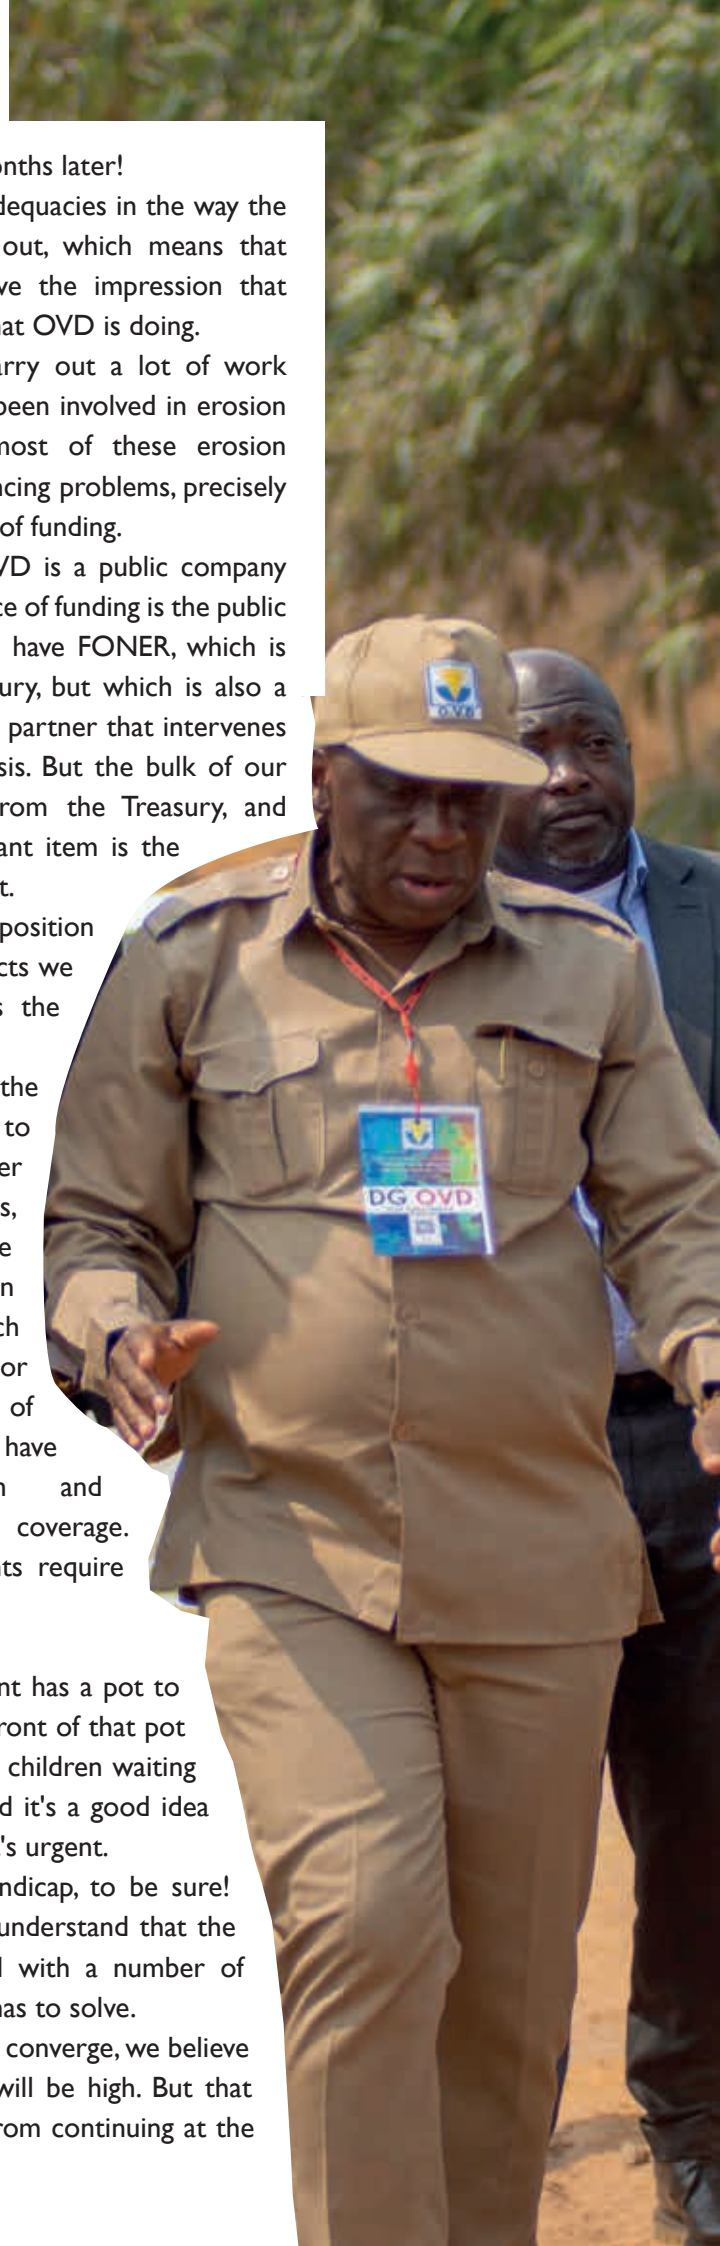 onths later!
dequacies in the way the
out, which means that
ve the impression that
hat OVD is doing.
arry out a lot of work
been involved in erosion
most of these erosion
ncing problems, precisely
of funding.
VD is a public company
ce of funding is the public
have FONER, which is
ury, but which is also a
partner that intervenes
sis. But the bulk of our
rom the Treasury, and
ant item is the
t.
position
cts we
s the
the
to
er
s,
e
n
ch
or
of
have
n and
coverage.
nts require
nt has a pot to
ront of that pot
children waiting
d it's a good idea
t's urgent.
ndicap, to be sure!
understand that the
d with a number of
has to solve.
converge, we believe
will be high. But that
rom continuing at the
O.V.D
DG OVD